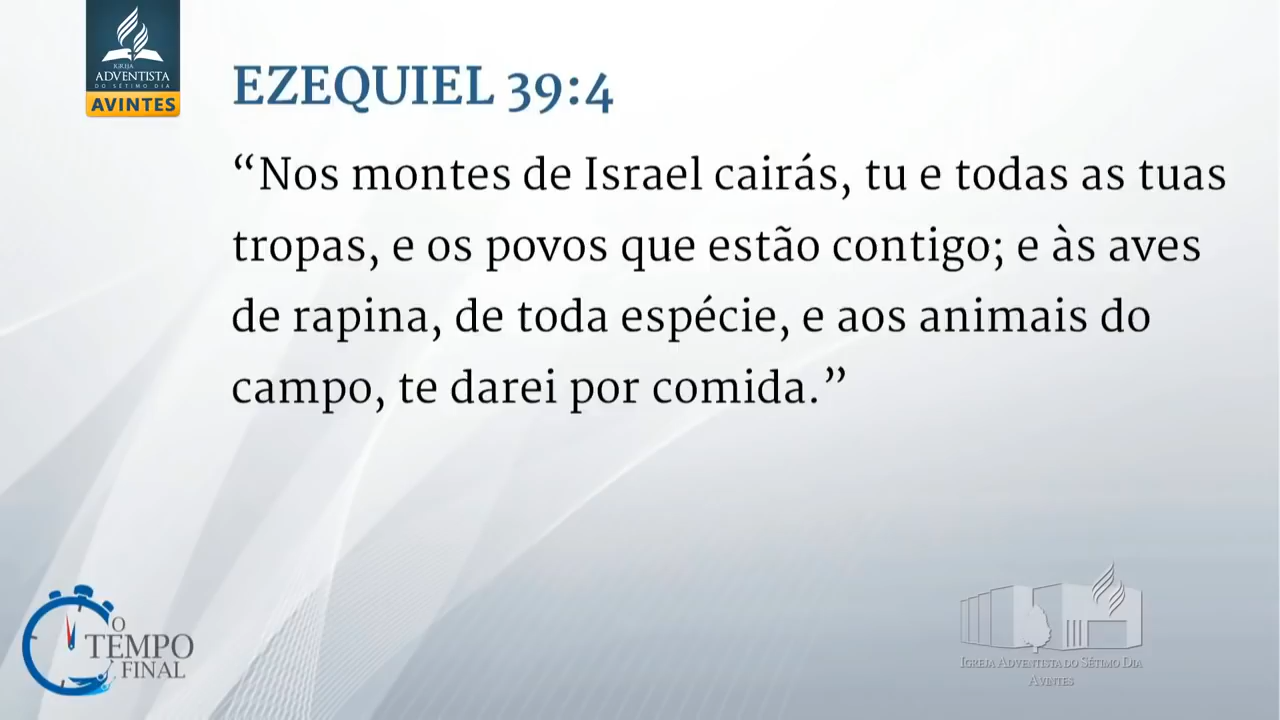 IGREJA
ADVENTISTA
DO SÉTIMO DIA
AVINTES
EZEQUIEL 39:4
“Nos montes de Israel cairás, tu e todas as tuas
tropas, e os povos que estão contigo; e às aves
de rapina, de toda espécie, e aos animais do
campo, te darei por comida.”
O
TEMPO
FINAL
IGREJA ADVENTISTA DO SÉTIMO DIA
AVINTES